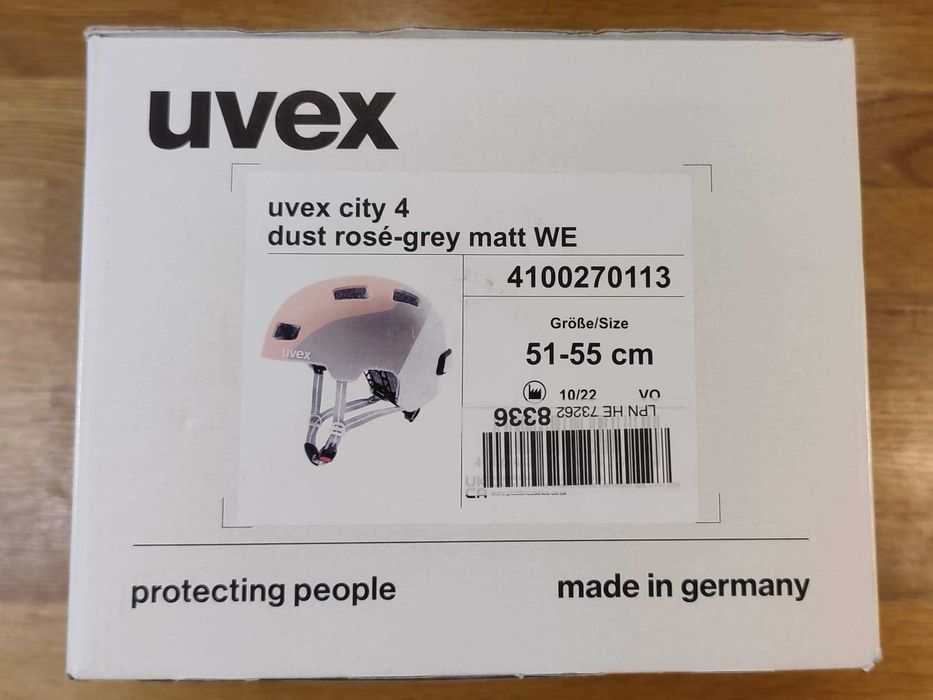 uvex
uvex city 4
dust rosé-grey matt WE
4100270113
uvex
Größe/Size
51-55 cm
10/22 VO
LPN HE 73262 8336
protecting people
made in germany